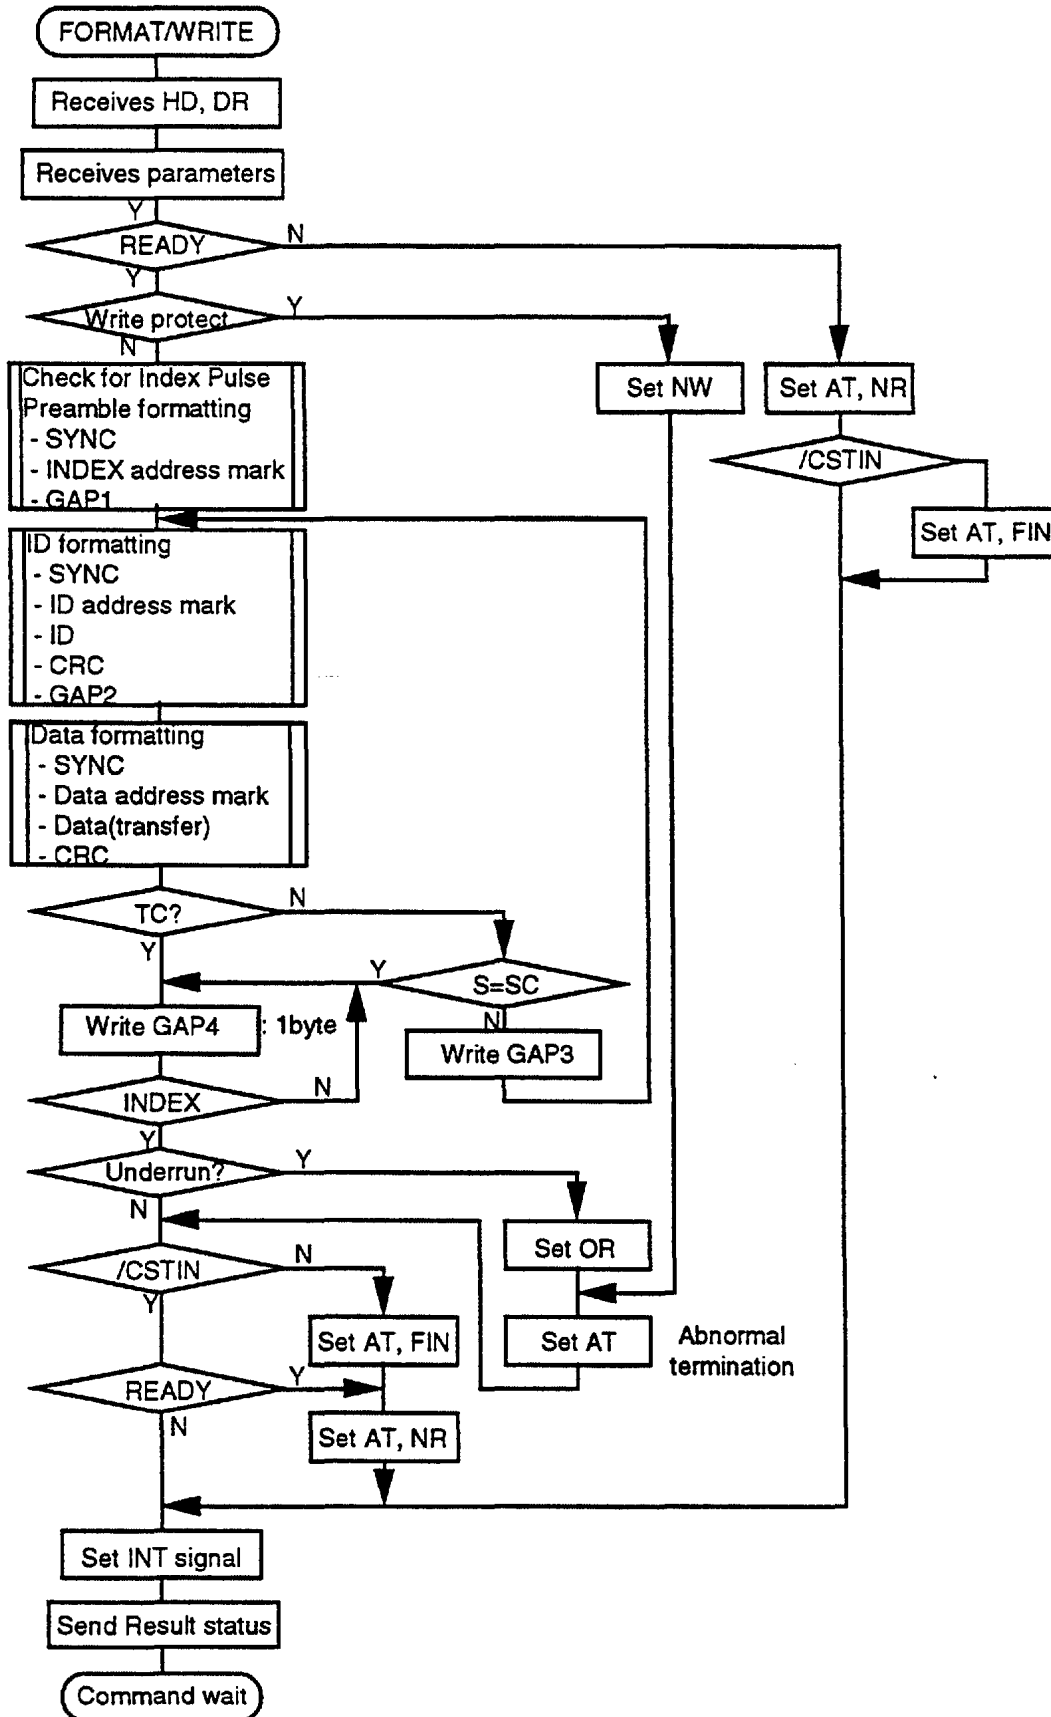 FORMAT/WRITE
Receives HD, DR
Receives parameters
Y
READY
N
Y
Write protect
Y
N
Check for Index Pulse
Preamble formatting
- SYNC
- INDEX address mark
- GAP1
Set NW
Set AT, NR
/CSTIN
Set AT, FIN
ID formatting
- SYNC
- ID address mark
- ID
- CRC
- GAP2
Data formatting
- SYNC
- Data address mark
- Data(transfer)
- CRC
TC?
N
Y
Y
S=SC
N
Write GAP4 : 1byte
Write GAP3
INDEX
N
Y
Underrun?
Y
N
Set OR
/CSTIN
N
Y
Set AT, FIN
Set AT
Abnormal
termination
READY
Y
N
Set AT, NR
Set INT signal
Send Result status
Command wait